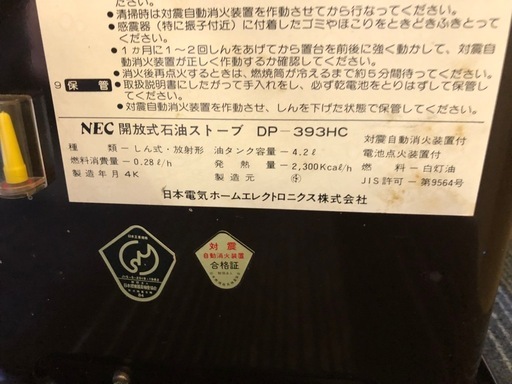 ださい。
●清掃時は対震自動消火装置を作動させてから行なってください。
●感震器(特に振子付近)に付着したゴミやほこりをときどきふきとって
ください。
●1ヵ月に1〜2回しんをあげてから置台を前後に強く動かして、対震自
動消火装置が正しく作動するか確認してください。
●消火後再点火するときは、燃焼筒が冷えるまで約5分間待ってください。
9 保管 ●取扱説明書にしたがって手入れをし、必ず乾電池をとりはずして保管し
てください。
●対震自動消火装置を作動させ、しんを下げた状態で保管してください。
NEC 開放式石油ストーブ DP-393HC 対震自動消火装置付
種類-しん式・放射形 油タンク容量-4.2ℓ 電池点火装置付
燃料消費量-0.28ℓ/h 発熱量-2,300Kcal/h 燃料-白灯油
製造年月4K 製造元 ④ JIS許可-第9564号
日本電気ホームエレクトロニクス株式会社
対震
自動消火装置
合格証